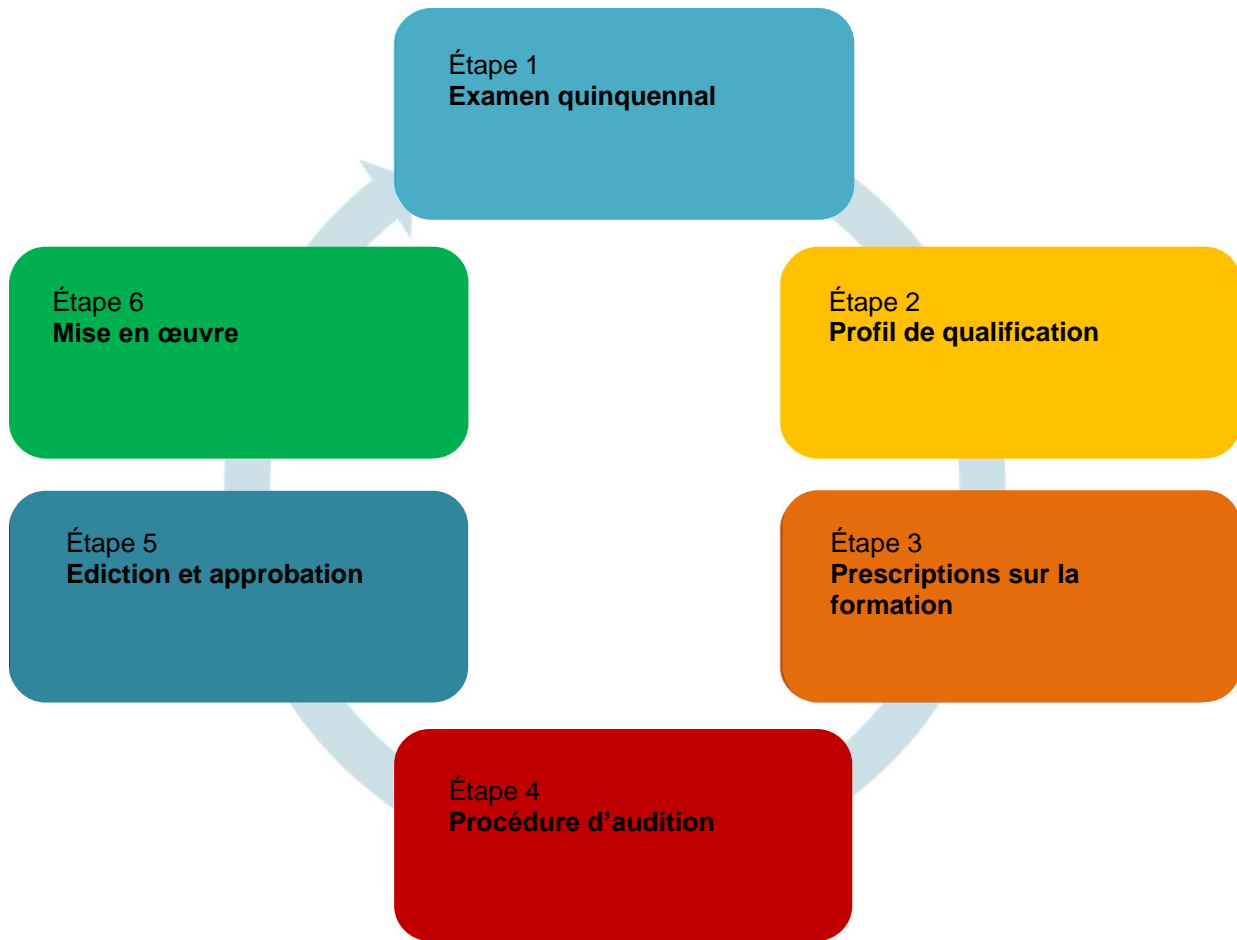 Étape 1
Examen quinquennal
Étape 2
Profil de qualification
Étape 3
Prescriptions sur la
formation
Étape 4
Procédure d’audition
Étape 5
Ediction et approbation
Étape 6
Mise en œuvre